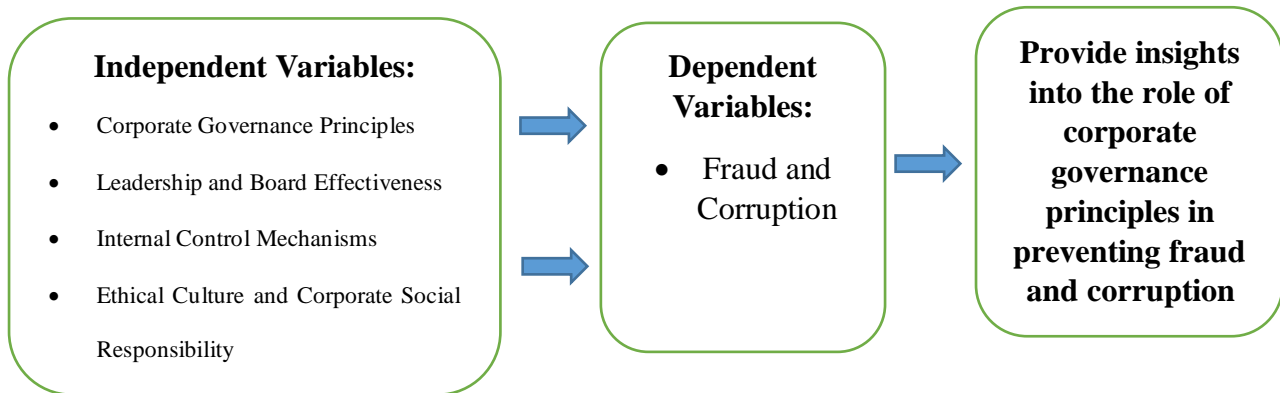 Independent Variables:
• Corporate Governance Principles
• Leadership and Board Effectiveness
• Internal Control Mechanisms
• Ethical Culture and Corporate Social
Responsibility
Dependent
Variables:
• Fraud and
Corruption
Provide insights
into the role of
corporate
governance
principles in
preventing fraud
and corruption